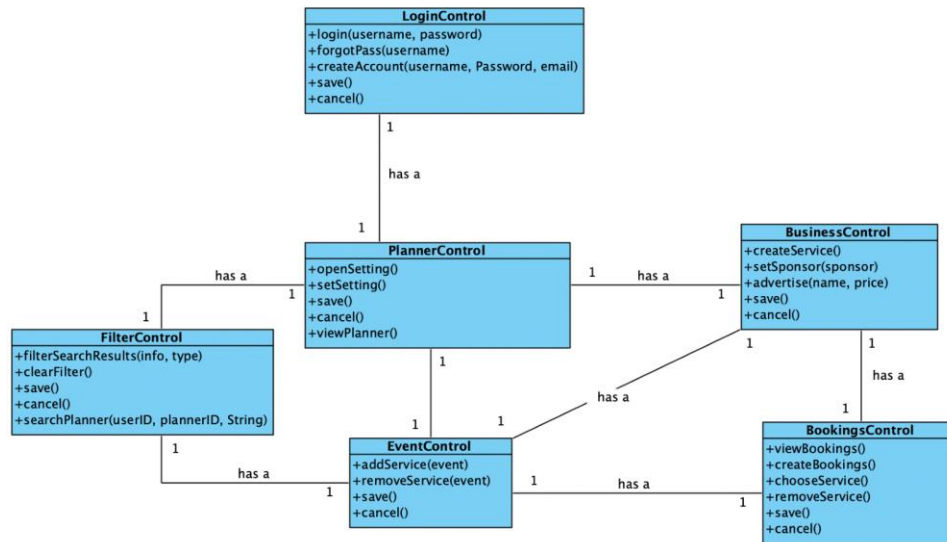 LoginControl
+login(username, password)
+forgotPass(username)
+createAccount(username, Password, email)
+save()
+cancel()
1
has a
1
PlannerControl
+openSetting()
+setSetting()
+save()
+cancel()
+viewPlanner()
has a
1
1
1
has a
1
BusinessControl
+createService()
+setSponsor(sponsor)
+advertise(name, price)
+save()
+cancel()
FilterControl
+filterSearchResults(info, type)
+clearFilter()
+save()
+cancel()
+searchPlanner(userID, plannerID, String)
1
1
1
has a
1
1
has a
1
1
has a
1
EventControl
+addService(event)
+removeService(event)
+save()
+cancel()
1
has a
1
BookingsControl
+viewBookings()
+createBookings()
+chooseService()
+removeService()
+save()
+cancel()